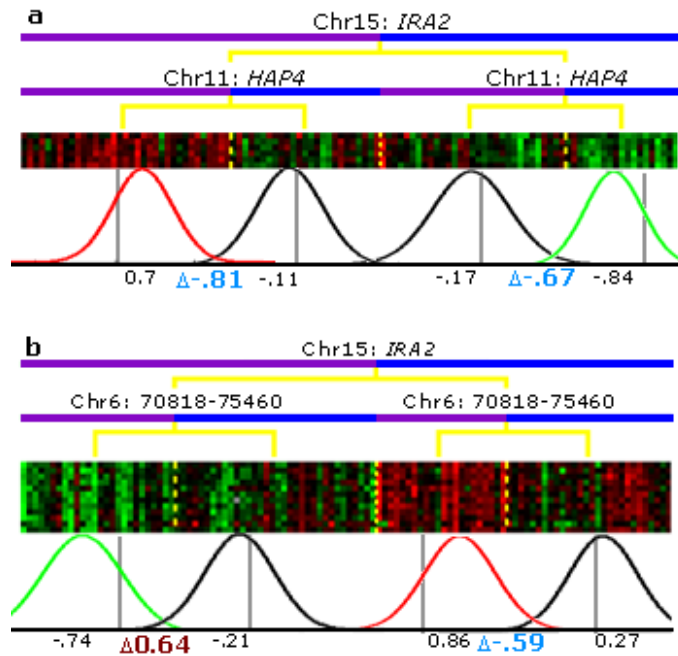 a
Chr15: IRA2
Chr11: HAP4 Chr11: HAP4
0.7 Δ-.81 -.11 -.17 Δ-.67 -.84
b
Chr15: IRA2
Chr6: 70818-75460 Chr6: 70818-75460
-.74 Δ0.64 -.21 0.86 Δ-.59 0.27